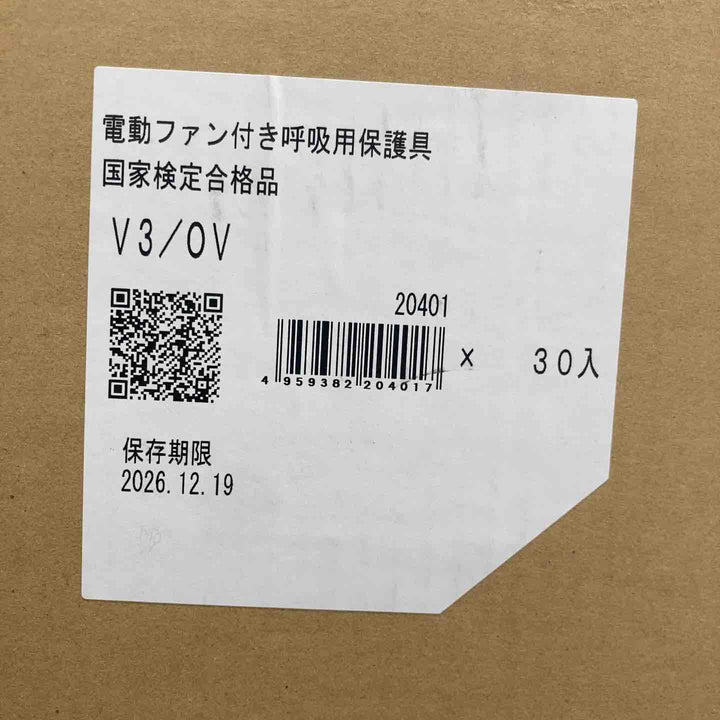 電動ファン付き呼吸用保護具
国家検定合格品
V3/OV
20401
4 959382 204017
× 30入
保存期限
2026.12.19